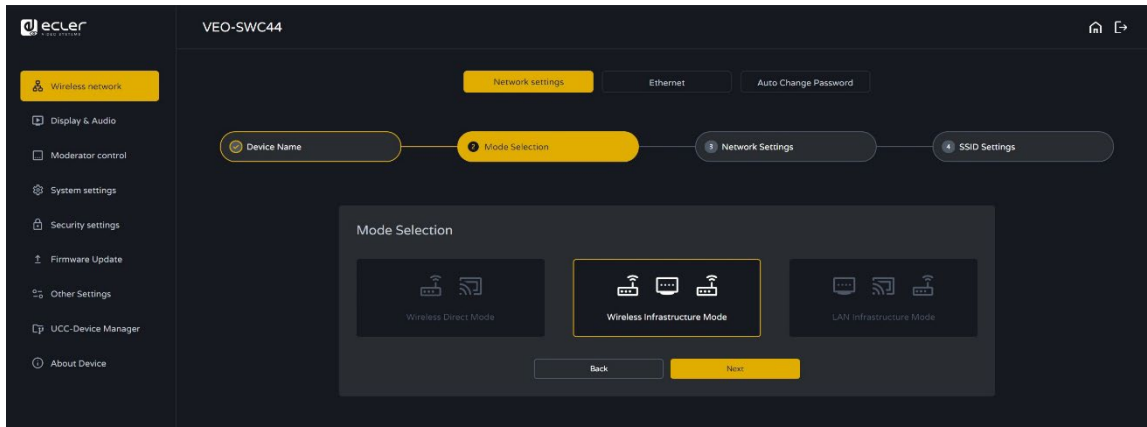 ecler
VEO-SWC44
Wireless network
Display & Audio
Moderator control
System settings
Security settings
Firmware Update
Other Settings
UCC-Device Manager
About Device
Network settings
Ethernet
Auto Change Password
Device Name
2 Mode Selection
3 Network Settings
4 SSID Settings
Mode Selection
Wireless Direct Mode
Wireless Infrastructure Mode
LAN Infrastructure Mode
Back
Next